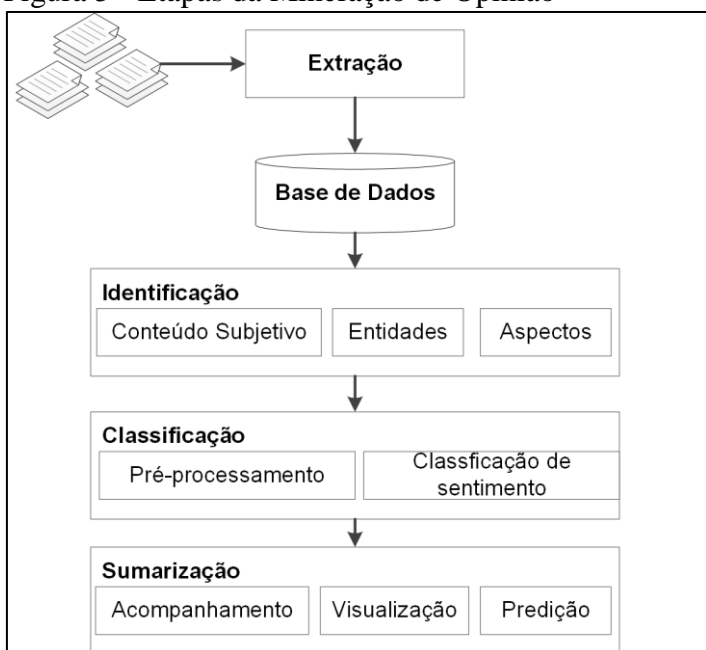 Figura 3 - Etapas da Mineração de Opinião
Extração
Base de Dados
Identificação
Conteúdo Subjetivo Entidades Aspectos
Classificação
Pré-processamento Classficação de
sentimento
Sumarização
Acompanhamento Visualização Predição